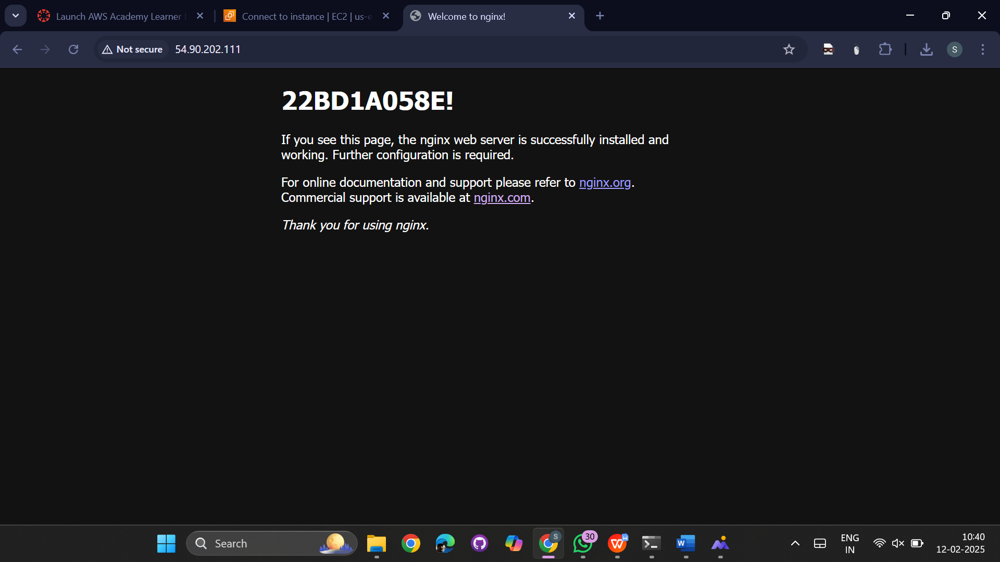 Launch AWS Academy Learner
Connect to instance | EC2 | us-e
Welcome to nginx!
Not secure
54.90.202.111
S
22BD1A058E!
If you see this page, the nginx web server is successfully installed and
working. Further configuration is required.
For online documentation and support please refer to nginx.org.
Commercial support is available at nginx.com.
Thank you for using nginx.
Search
S
30
W
W
W
ENG
IN
10:40
12-02-2025